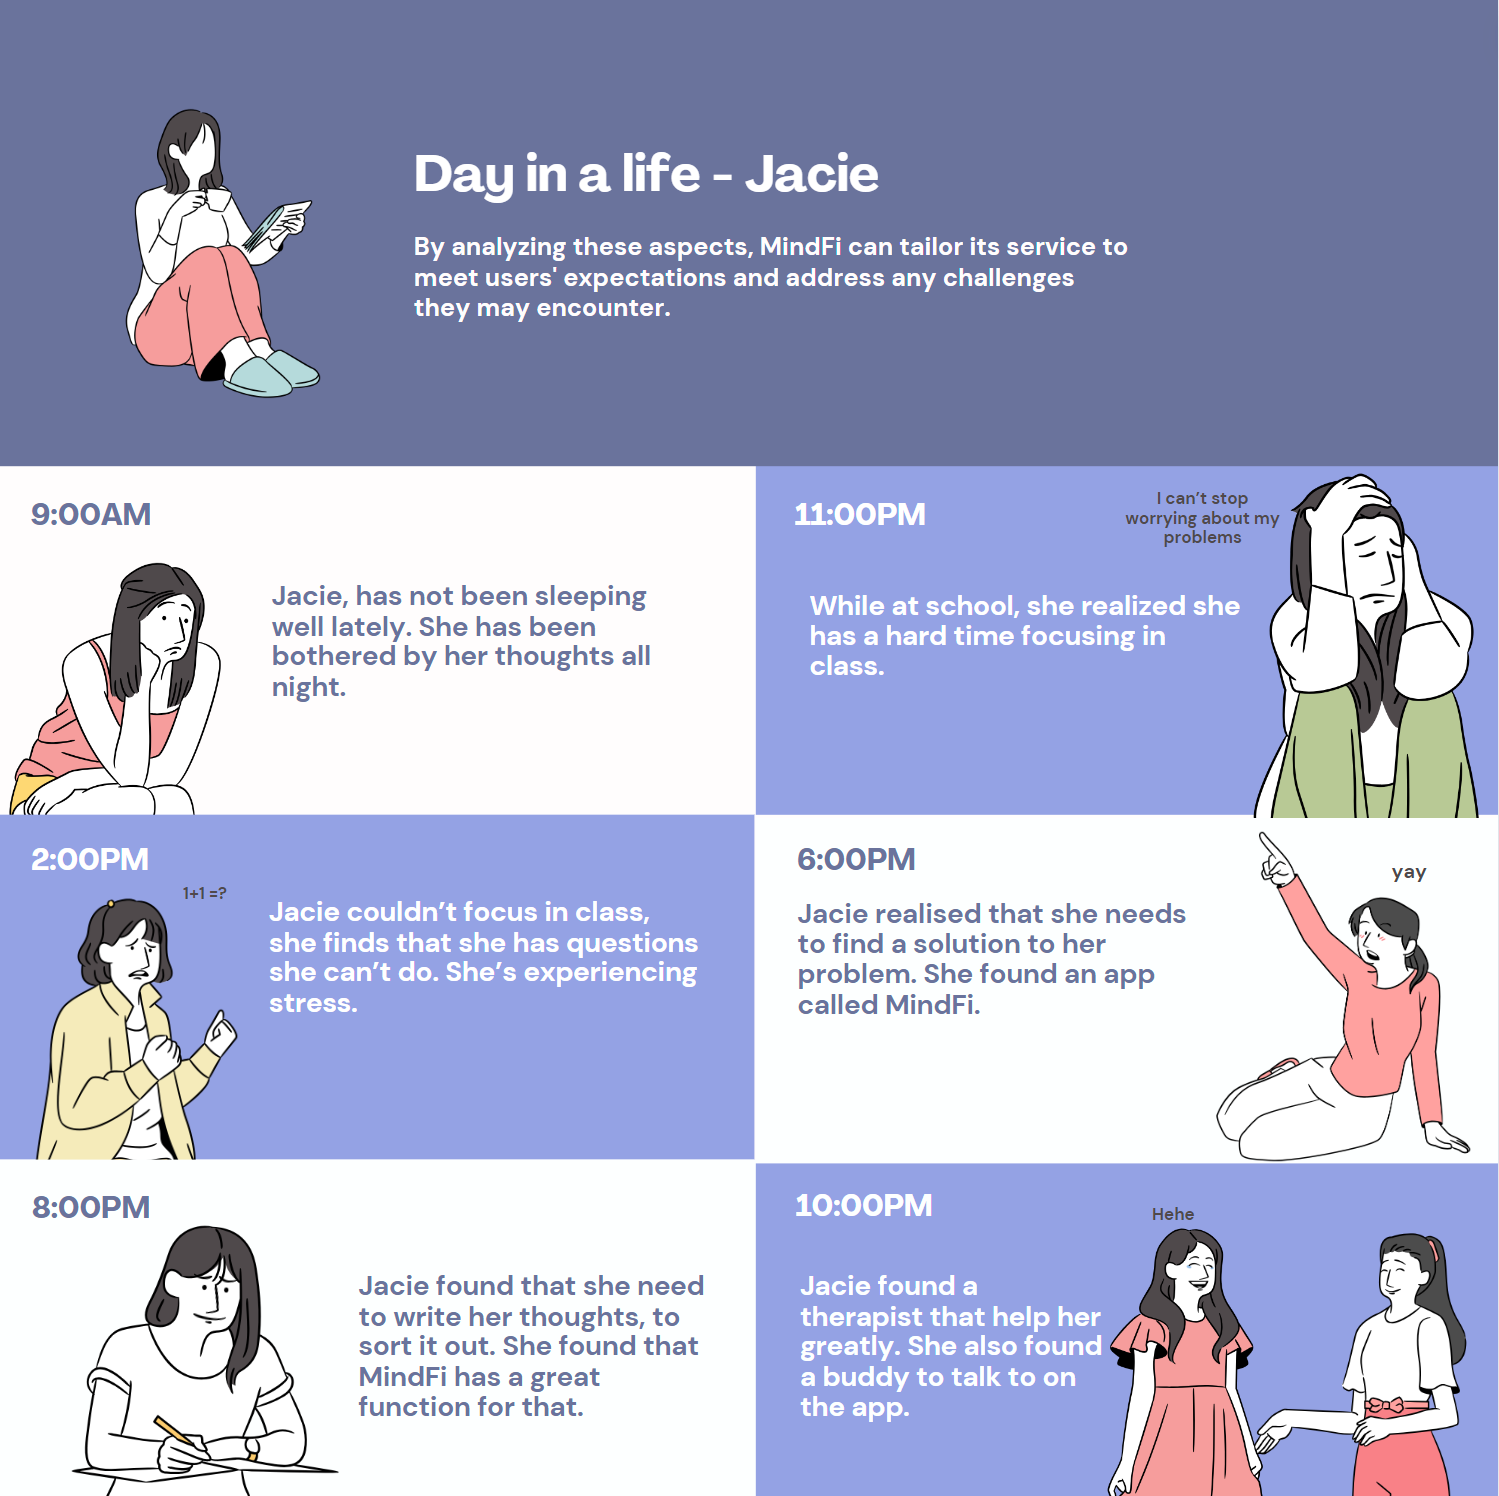 Day in a life - Jacie
By analyzing these aspects, MindFi can tailor its service to
meet users' expectations and address any challenges
they may encounter.
9:00AM
Jacie, has not been sleeping
well lately. She has been
bothered by her thoughts all
night.
11:00PM
I can't stop
worrying about my
problems
While at school, she realized she
has a hard time focusing in
class.
2:00PM
1+1 =?
Jacie couldn't focus in class,
she finds that she has questions
she can't do. She's experiencing
stress.
6:00PM
yay
Jacie realised that she needs
to find a solution to her
problem. She found an app
called MindFi.
8:00PM
Jacie found that she need
to write her thoughts, to
sort it out. She found that
MindFi has a great
function for that.
10:00PM
Hehe
Jacie found a
therapist that help her
greatly. She also found
a buddy to talk to on
the app.